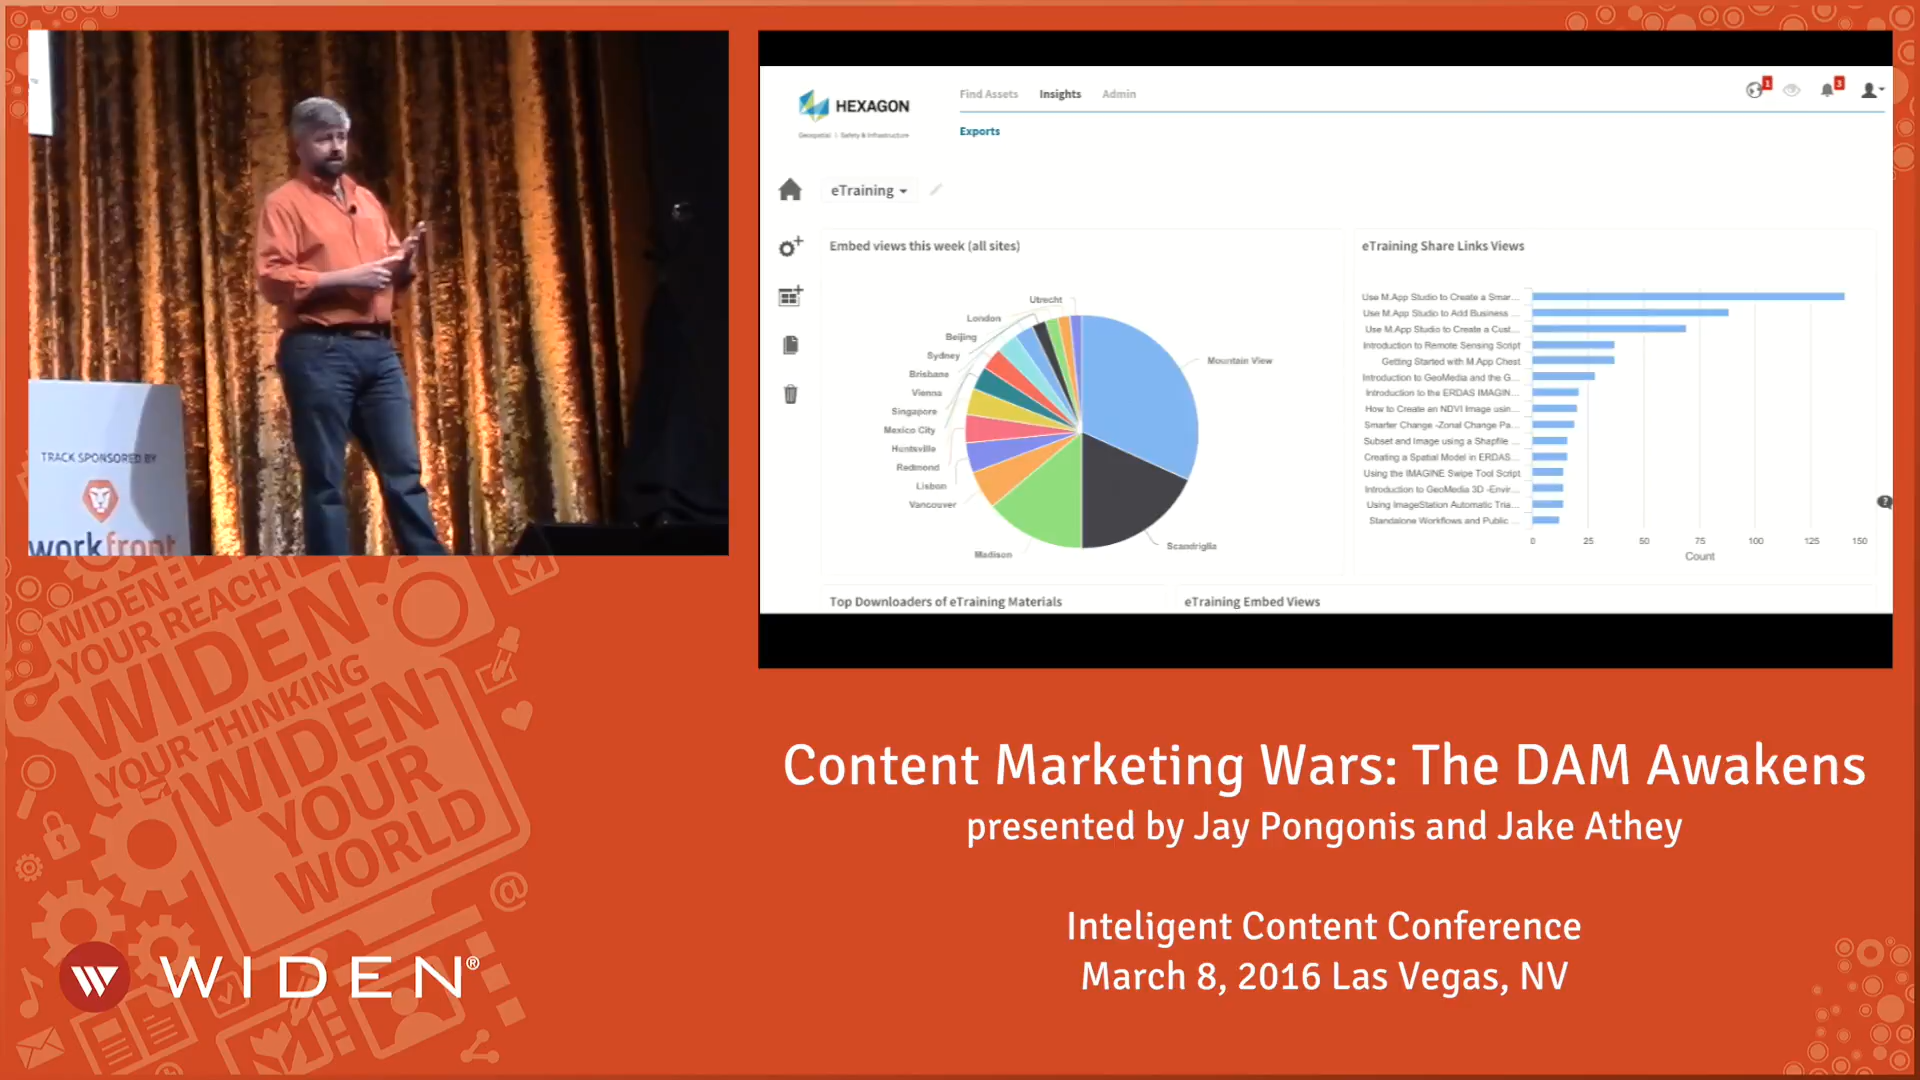 TRACK SPONSORED BY
workfront
HEXAGON
Geospatial | Safety & Infrastructure
Find Assets Insights Admin
1
3
Exports
eTraining
Embed views this week (all sites)
Utrecht
London
Beijing
Sydney
Brisbane
Vienna
Singapore
Mexico City
Huntsville
Redmond
Lisbon
Vancouver
Madison
Mountain View
Scandriglia
eTraining Share Links Views
Use M.App Studio to Create a Smar...
Use M.App Studio to Add Business ...
Use M.App Studio to Create a Cust...
Introduction to Remote Sensing Script
Getting Started with M.App Chest
Introduction to GeoMedia and the G...
Introduction to the ERDAS IMAGIN...
How to Create an NDVI Image usin...
Smarter Change -Zonal Change Pa...
Subset and Image using a Shapfile ...
Creating a Spatial Model in ERDAS...
Using the IMAGINE Swipe Tool Script
Introduction to GeoMedia 3D -Envir...
Using ImageStation Automatic Tria...
Standalone Workflows and Public ...
0 25 50 75 100 125 150
Count
?
Top Downloaders of eTraining Materials
eTraining Embed Views
WIDEN
YOUR REACH
WIDEN
YOUR THINKING
WIDEN
YOUR
WORLD
@
WIDEN®
Content Marketing Wars: The DAM Awakens
presented by Jay Pongonis and Jake Athey
Inteligent Content Conference
March 8, 2016 Las Vegas, NV